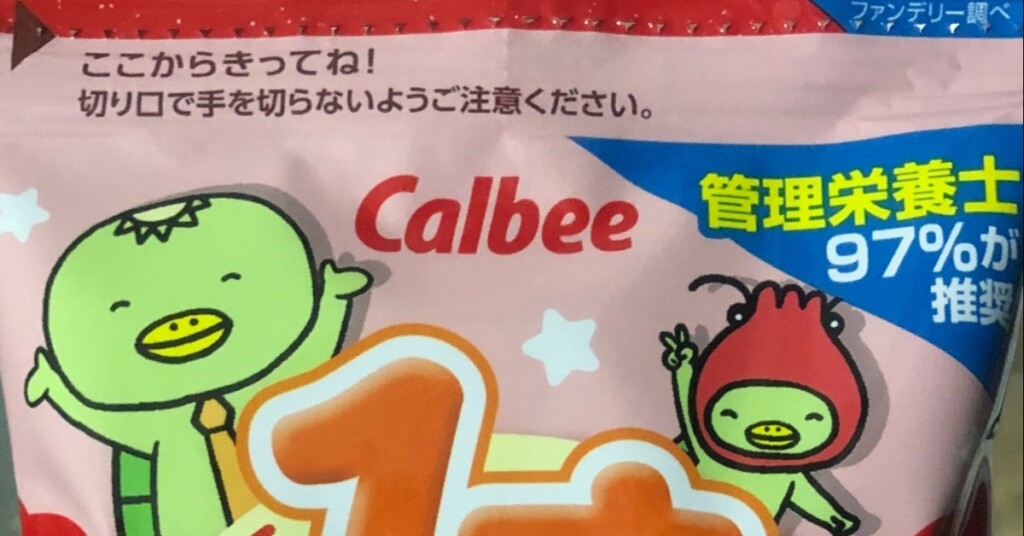 ファンデリー調べ
ここからきってね!
切り口で手を切らないようご注意ください。
Calbee
管理栄養士
97%が
推奨
1才